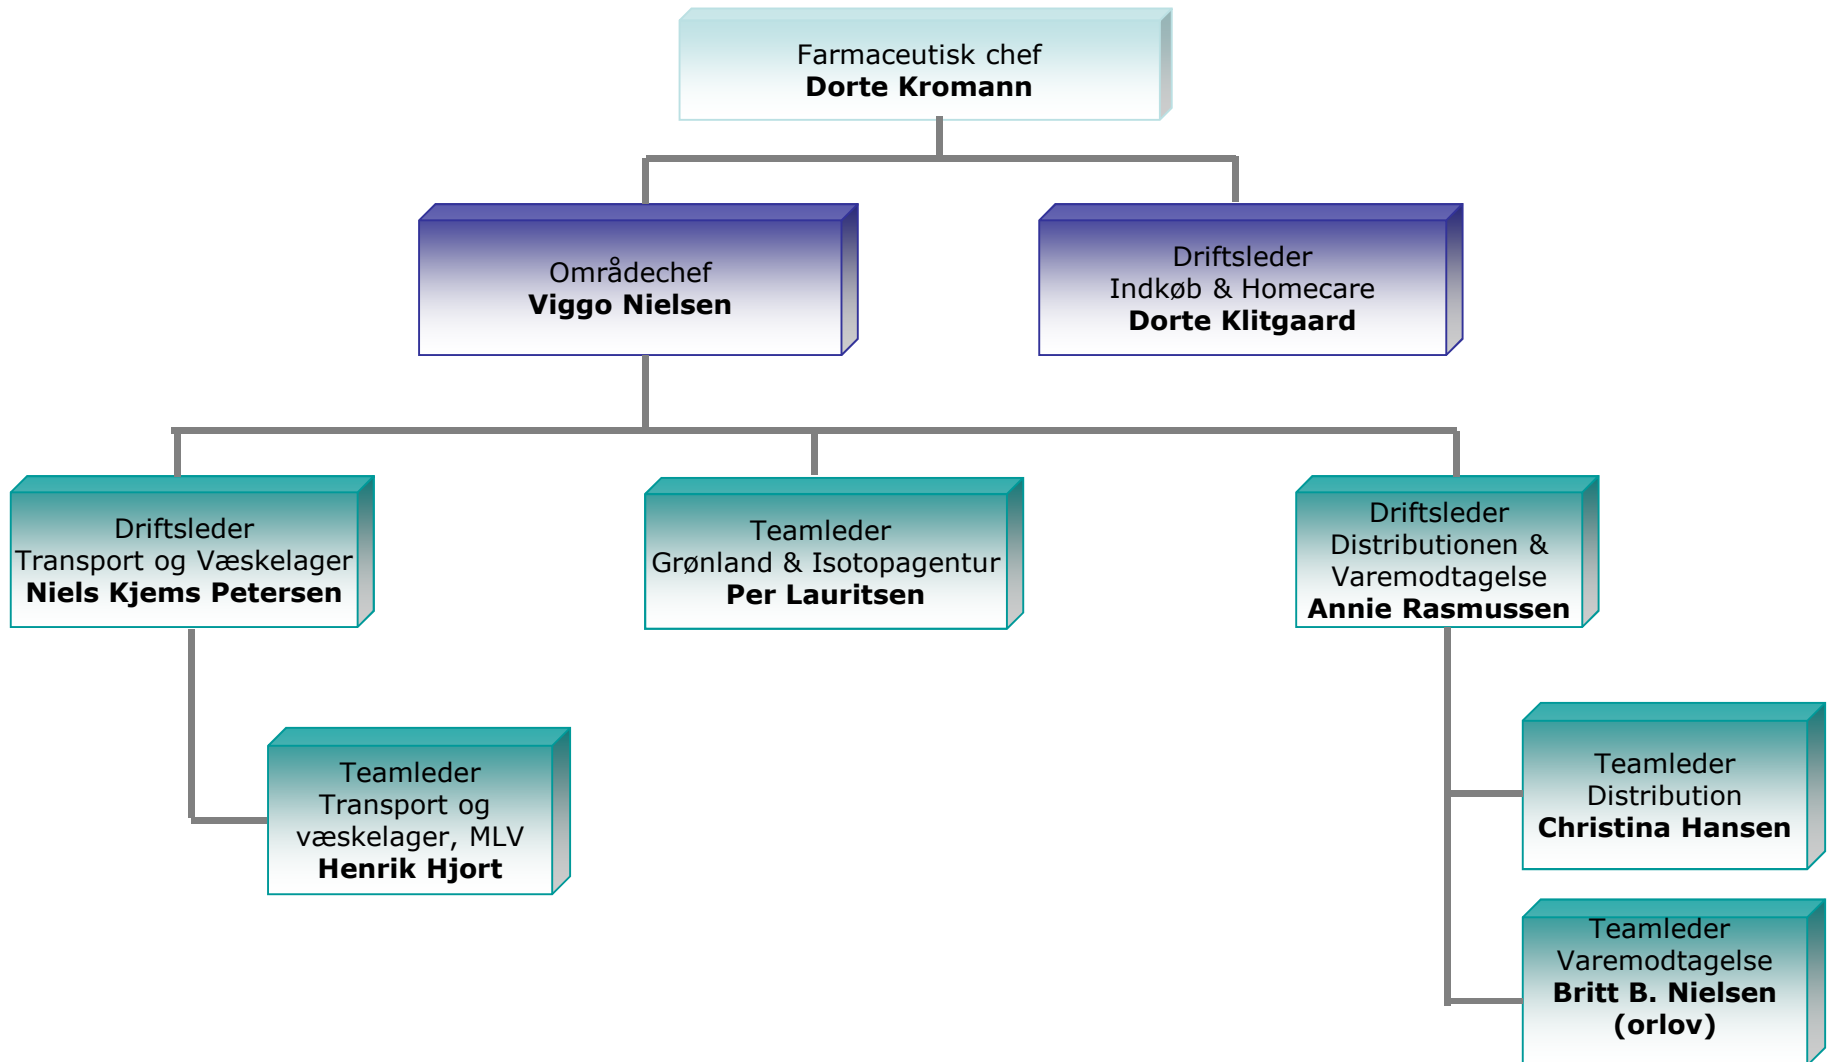 Farmaceutisk chef
Dorte Kromann
Områdechef
Viggo Nielsen
Driftsleder
Indkøb & Homecare
Dorte Klitgaard
Driftsleder
Transport og Væskelager
Niels Kjems Petersen
Teamleder
Grønland & Isotopagentur
Per Lauritsen
Driftsleder
Distributionen &
Varemodtagelse
Annie Rasmussen
Teamleder
Transport og
væskelager, MLV
Henrik Hjort
Teamleder
Distribution
Christina Hansen
Teamleder
Varemodtagelse
Britt B. Nielsen
(orlov)